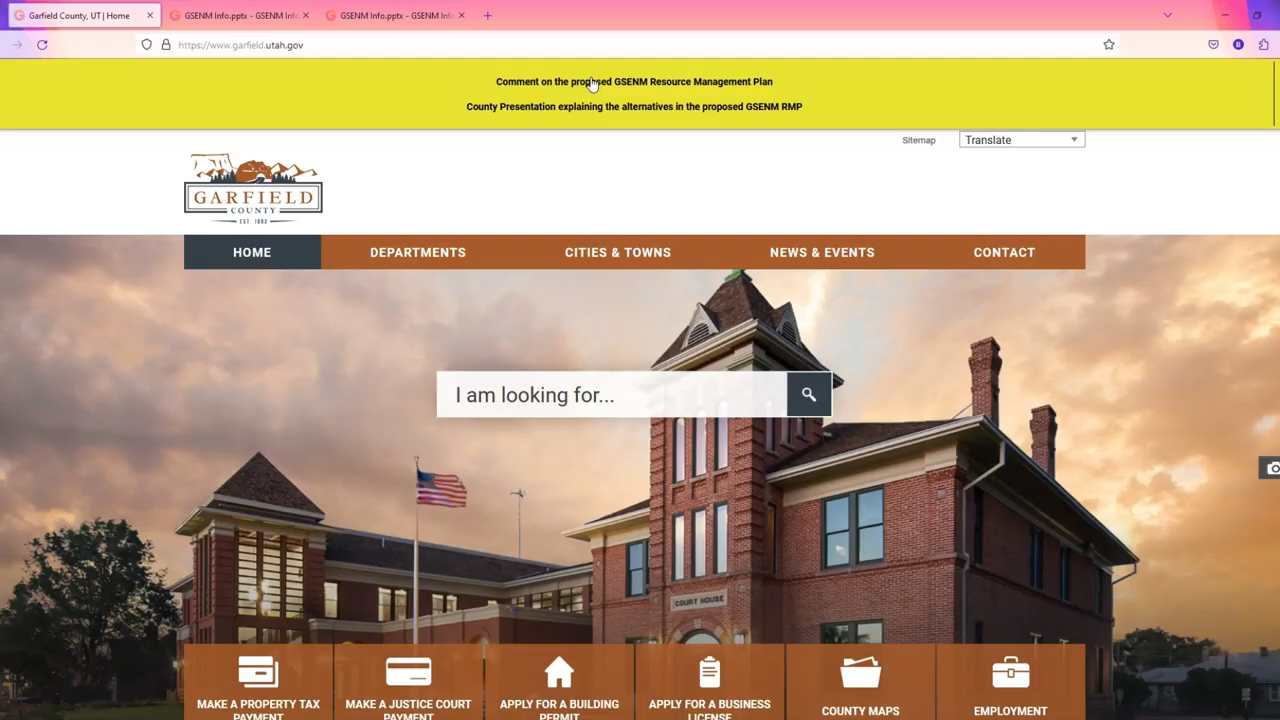 Garfield County, UT | Home
GSENM Info.pptx - GSENM Info
GSENM Info.pptx - GSENM Info
https://www.garfield.utah.gov
Comment on the proposed GSENM Resource Management Plan
County Presentation explaining the alternatives in the proposed GSENM RMP
Sitemap
Translate
GARFIELD
COUNTY
EST. 1882
HOME
DEPARTMENTS
CITIES & TOWNS
NEWS & EVENTS
CONTACT
I am looking for...
COURT HOUSE
MAKE A PROPERTY TAX
PAYMENT
MAKE A JUSTICE COURT
PAYMENT
APPLY FOR A BUILDING
PERMIT
APPLY FOR A BUSINESS
LICENSE
COUNTY MAPS
EMPLOYMENT